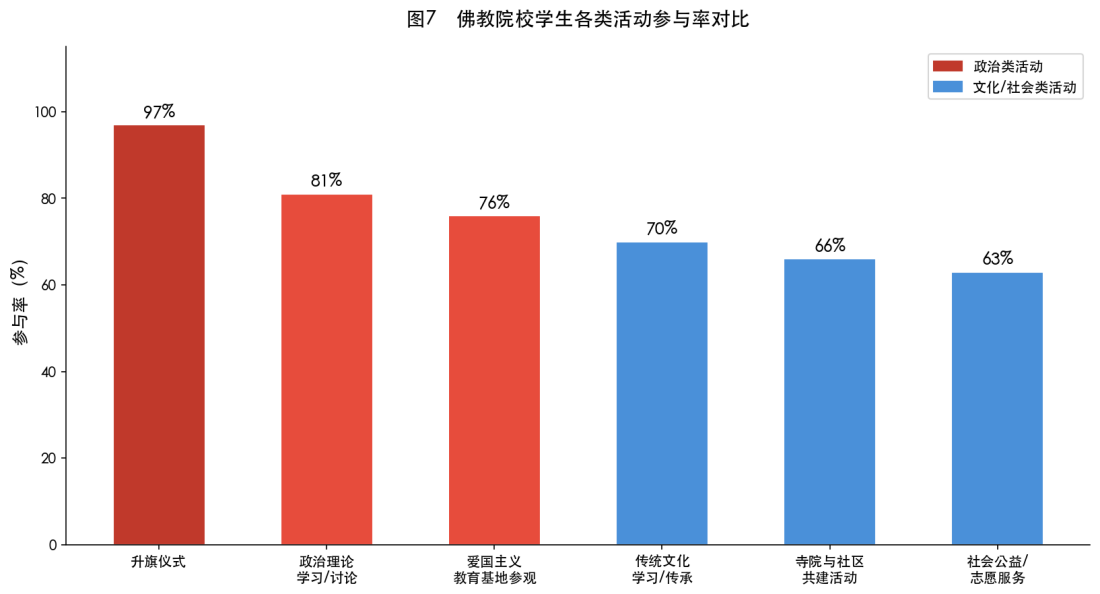 图7 佛教院校学生各类活动参与率对比
政治类活动
文化/社会类活动
参与率（%）
100
80
60
40
20
0
97%
81%
76%
70%
66%
63%
升旗仪式
政治理论
学习/讨论
爱国主义
教育基地参观
传统文化
学习/传承
寺院与社区
共建活动
社会公益/
志愿服务